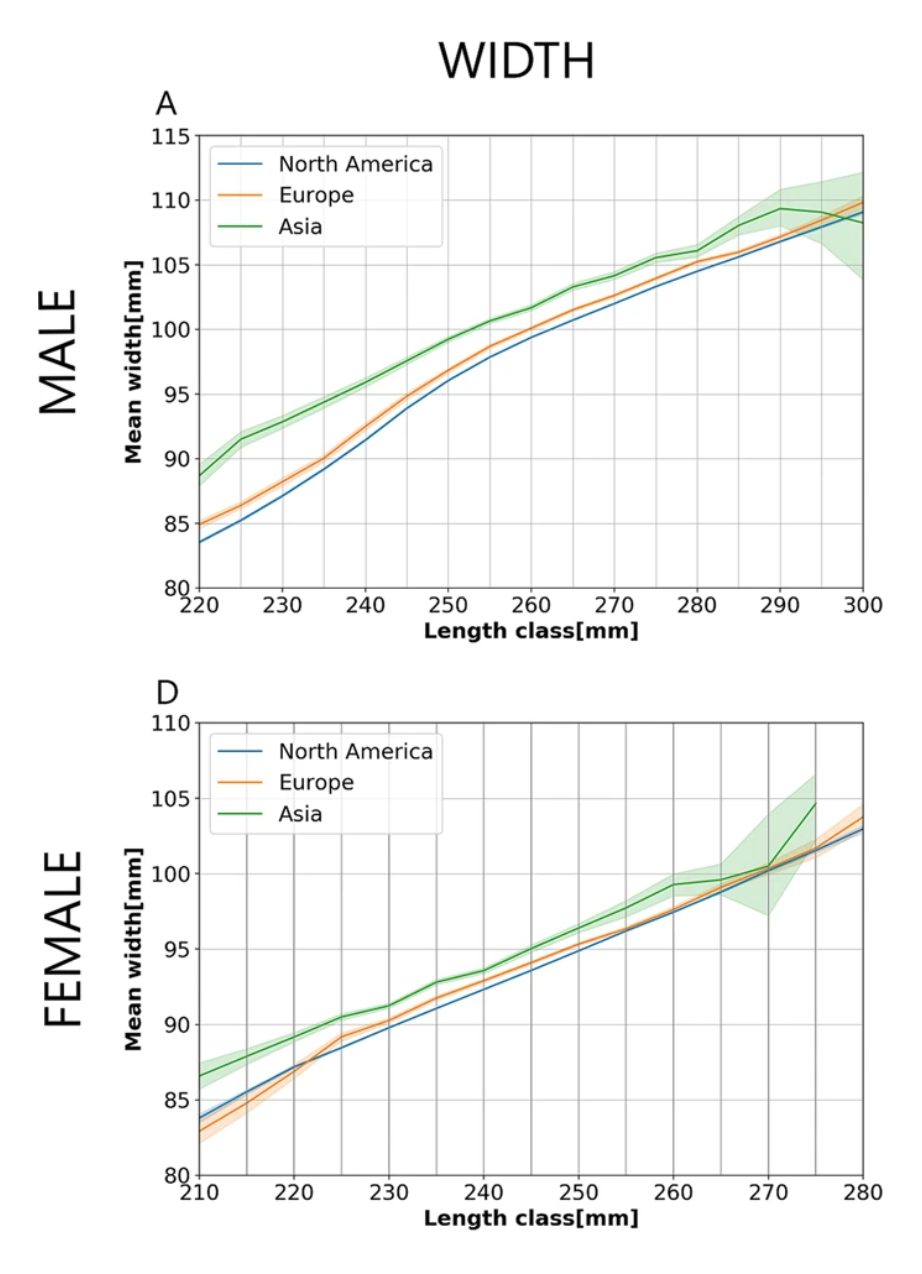 WIDTH
A
MALE
Mean width[mm]
115
110
105
100
95
90
85
80
North America
Europe
Asia
220 230 240 250 260 270 280 290 300
Length class[mm]
D
FEMALE
Mean width[mm]
110
105
100
95
90
85
80
North America
Europe
Asia
210 220 230 240 250 260 270 280
Length class[mm]